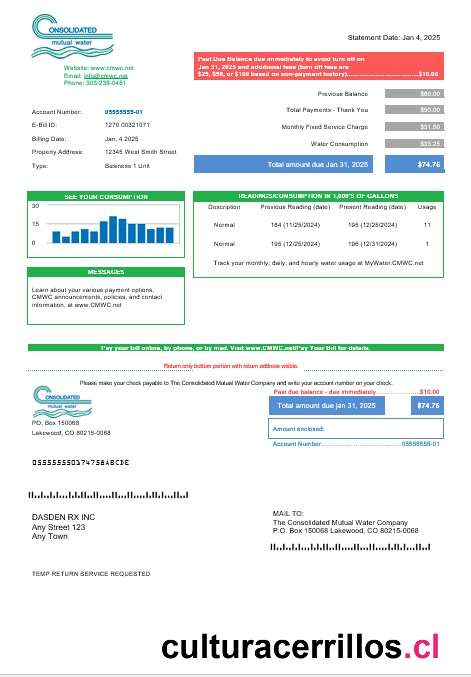 CONSOLIDATED
mutual water
Statement Date: Jan 4, 2025
Website: www.cmwc.net
Email: info@cmwc.net
Phone: 303-238-0451
Past Due Balance due immediately to avoid turn off on
Jan 31, 2025 and additional fees (turn off fees are
$25, $50, or $100 based on non-payment history) $10.00
Previous Balance $60.00
Total Payments - Thank You $50.00
Monthly Fixed Service Charge $31.50
Water Consumption $33.25
Total amount due Jan 31, 2025 $74.75
Account Number: 05555555-01
E-Bill ID: 1270 00321071
Billing Date: Jan, 4 2025
Property Address: 12345 West Smith Street
Type: Business 1 Unit
SEE YOUR CONSUMPTION
30
15
0
READINGS/CONSUMPTION IN 1,000'S OF GALLONS
Description Previous Reading (date) Present Reading (date) Usage
Normal 184 (11/25/2024) 195 (12/25/2024) 11
Normal 195 (12/25/2024) 196 (12/31/2024) 1
Track your monthly, daily, and hourly water usage at MyWater.CMWC.net
MESSAGES
Learn about your various payment options,
CMWC announcements, policies, and contact
information, at www.CMWC.net
Pay your bill online, by phone, or by mail. Visit www.CMWC.net/Pay Your Bill for details.
Return only bottom portion with return address visible.
Please make your check payable to The Consolidated Mutual Water Company and write your account number on your check.
CONSOLIDATED
mutual water
PO, Box 150068
Lakewood, CO 80215-0068
Past due balance - due immediately $10.00
Total amount due jan 31, 2025 $74.75
Amount enclosed:
Account Number 05555555-01
DASDEN RX INC
Any Street 123
Any Town
MAIL TO:
The Consolidated Mutual Water Company
P.O. Box 150068 Lakewood, CO 80215-0068
TEMP RETURN SERVICE REQUESTED
culturacerrillos.cl